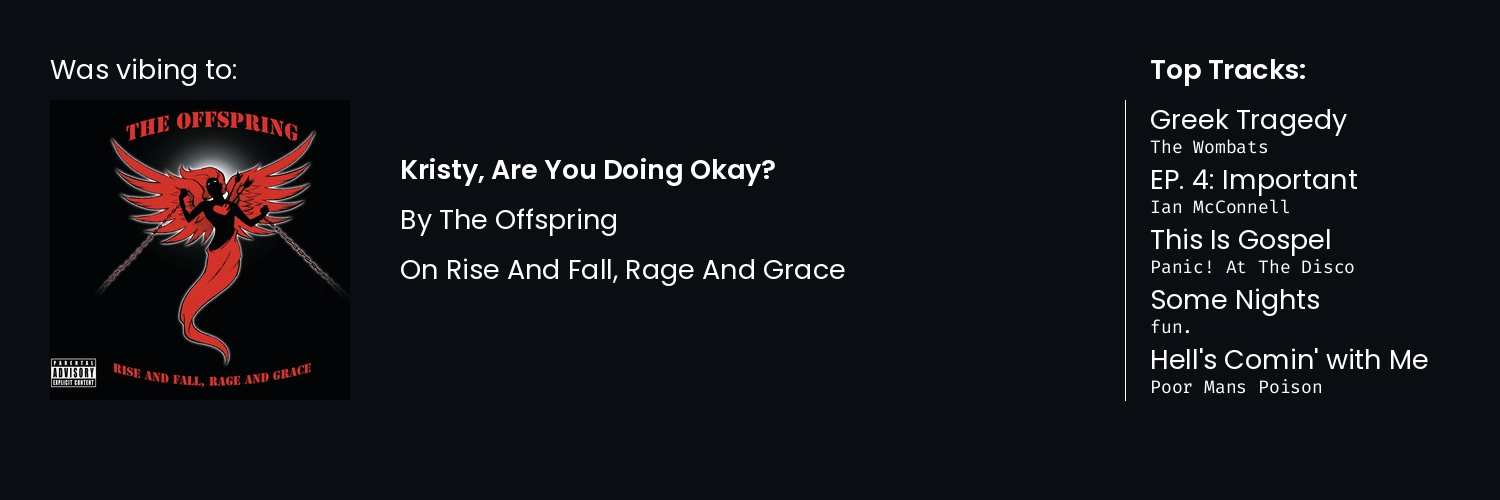 Was vibing to:
THE OFFSPRING
PARENTAL
ADVISORY
EXPLICIT CONTENT
RISE AND FALL, RAGE AND GRACE
Kristy, Are You Doing Okay?
By The Offspring
On Rise And Fall, Rage And Grace
Top Tracks:
Greek Tragedy
The Wombats
EP. 4: Important
Ian McConnell
This Is Gospel
Panic! At The Disco
Some Nights
fun.
Hell's Comin' with Me
Poor Mans Poison